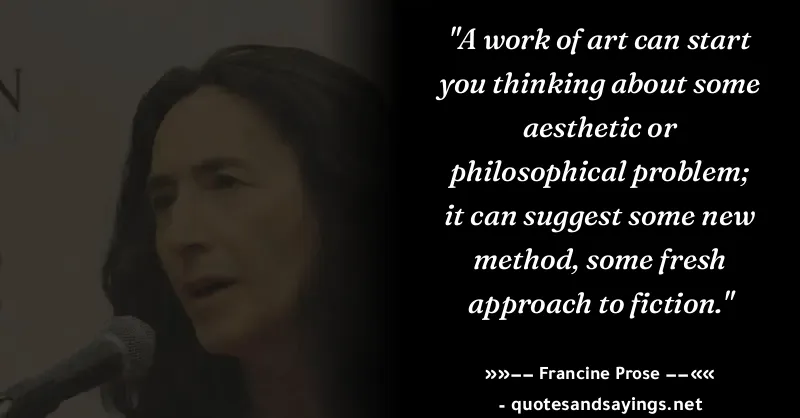 "A work of art can start
you thinking about some
aesthetic or
philosophical problem;
it can suggest some new
method, some fresh
approach to fiction."
»»−− Francine Prose −−««
- quotesandsayings.net
N